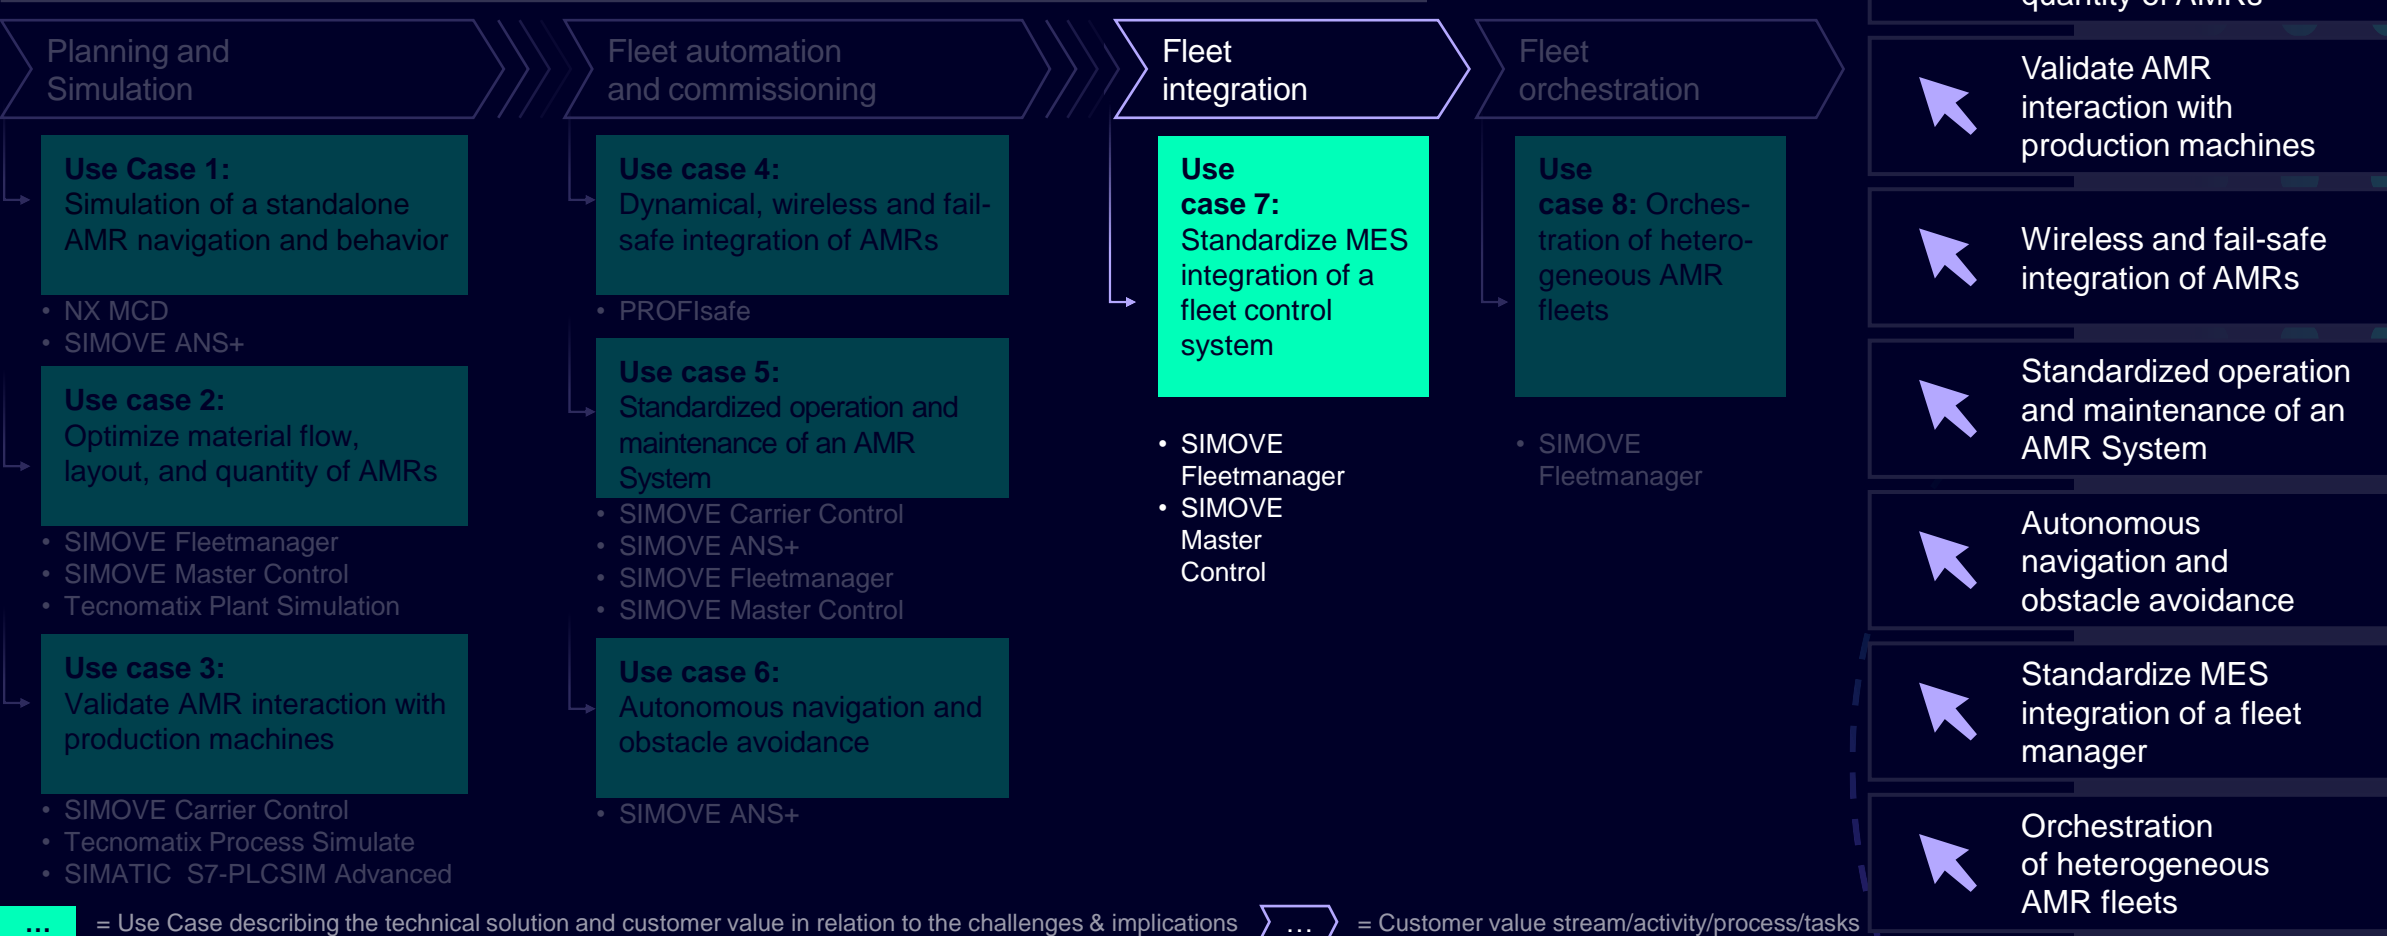 Planning and
Simulation
Use Case 1:
Simulation of a standalone
AMR navigation and behavior
• NX MCD
• SIMOVE ANS+
Use case 2:
Optimize material flow,
layout, and quantity of AMRs
• SIMOVE Fleetmanager
• SIMOVE Master Control
• Tecnomatix Plant Simulation
Use case 3:
Validate AMR interaction with
production machines
• SIMOVE Carrier Control
• Tecnomatix Process Simulate
• SIMATIC S7-PLCSIM Advanced
Fleet automation
and commissioning
Use case 4:
Dynamical, wireless and fail-
safe integration of AMRs
• PROFIsafe
Use case 5:
Standardized operation and
maintenance of an AMR
System
• SIMOVE Carrier Control
• SIMOVE ANS+
• SIMOVE Fleetmanager
• SIMOVE Master Control
Use case 6:
Autonomous navigation and
obstacle avoidance
• SIMOVE ANS+
Fleet
integration
Use
case 7:
Standardize MES
integration of a
fleet control
system
• SIMOVE
Fleetmanager
• SIMOVE
Master
Control
Fleet
orchestration
Use
case 8: Orches-
tration of hetero-
geneous AMR
fleets
• SIMOVE
Fleetmanager
quantity of AMRs
Validate AMR
interaction with
production machines
Wireless and fail-safe
integration of AMRs
Standardized operation
and maintenance of an
AMR System
Autonomous
navigation and
obstacle avoidance
Standardize MES
integration of a fleet
manager
Orchestration
of heterogeneous
AMR fleets
... = Use Case describing the technical solution and customer value in relation to the challenges & implications
... = Customer value stream/activity/process/tasks